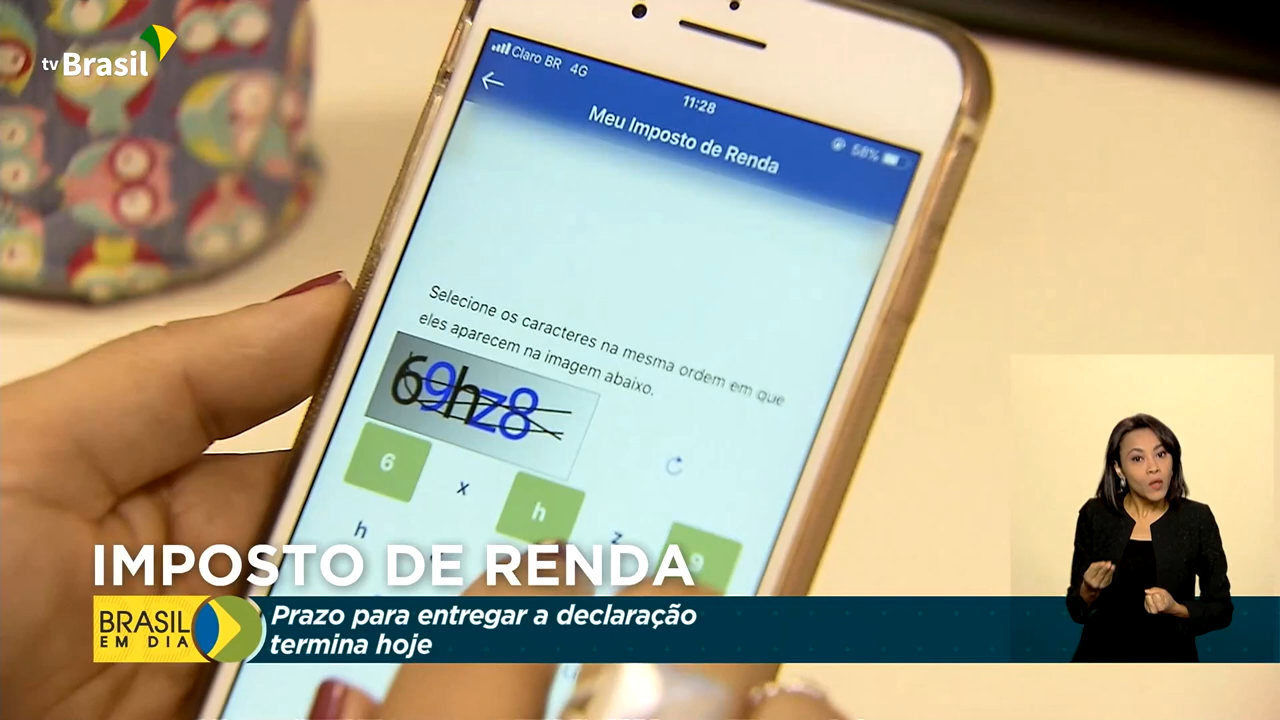 tv Brasil
Claro BR 4G
11:28
58%
Meu Imposto de Renda
Selecione os caracteres na mesma ordem em que
eles aparecem na imagem abaixo.
69hz8
6 x h z 9
h
IMPOSTO DE RENDA
BRASIL
EM DIA
Prazo para entregar a declaração
termina hoje